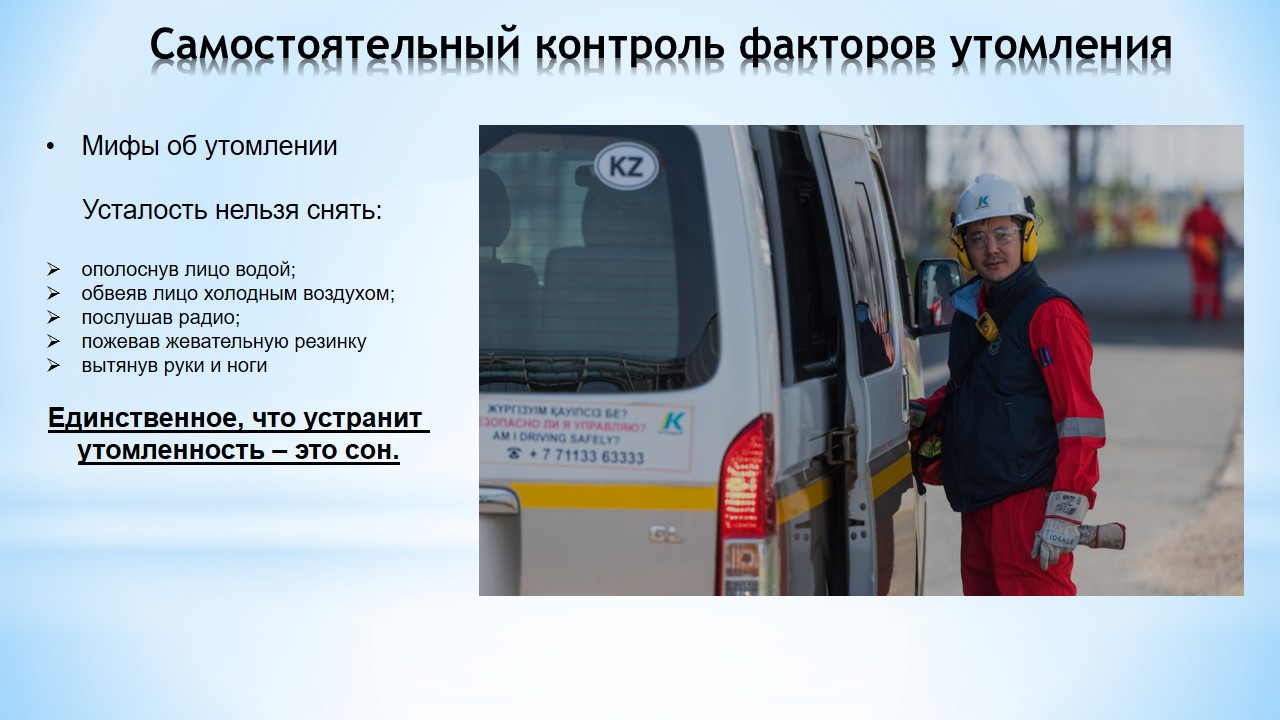 Самостоятельный контроль факторов утомления
• Мифы об утомлении
Усталость нельзя снять:
➢ ополоснув лицо водой;
➢ обвеяв лицо холодным воздухом;
➢ послушав радио;
➢ пожевав жевательную резинку
➢ вытянув руки и ноги
Единственное, что устранит
утомленность – это сон.
KZ
ЖҮРГІЗУІМ ҚАУІПСІЗ БЕ?
ЕЗОПАСНО ЛИ Я УПРАВЛЯЮ?
AM I DRIVING SAFELY?
☎ + 7 71133 63333
K
GL
K